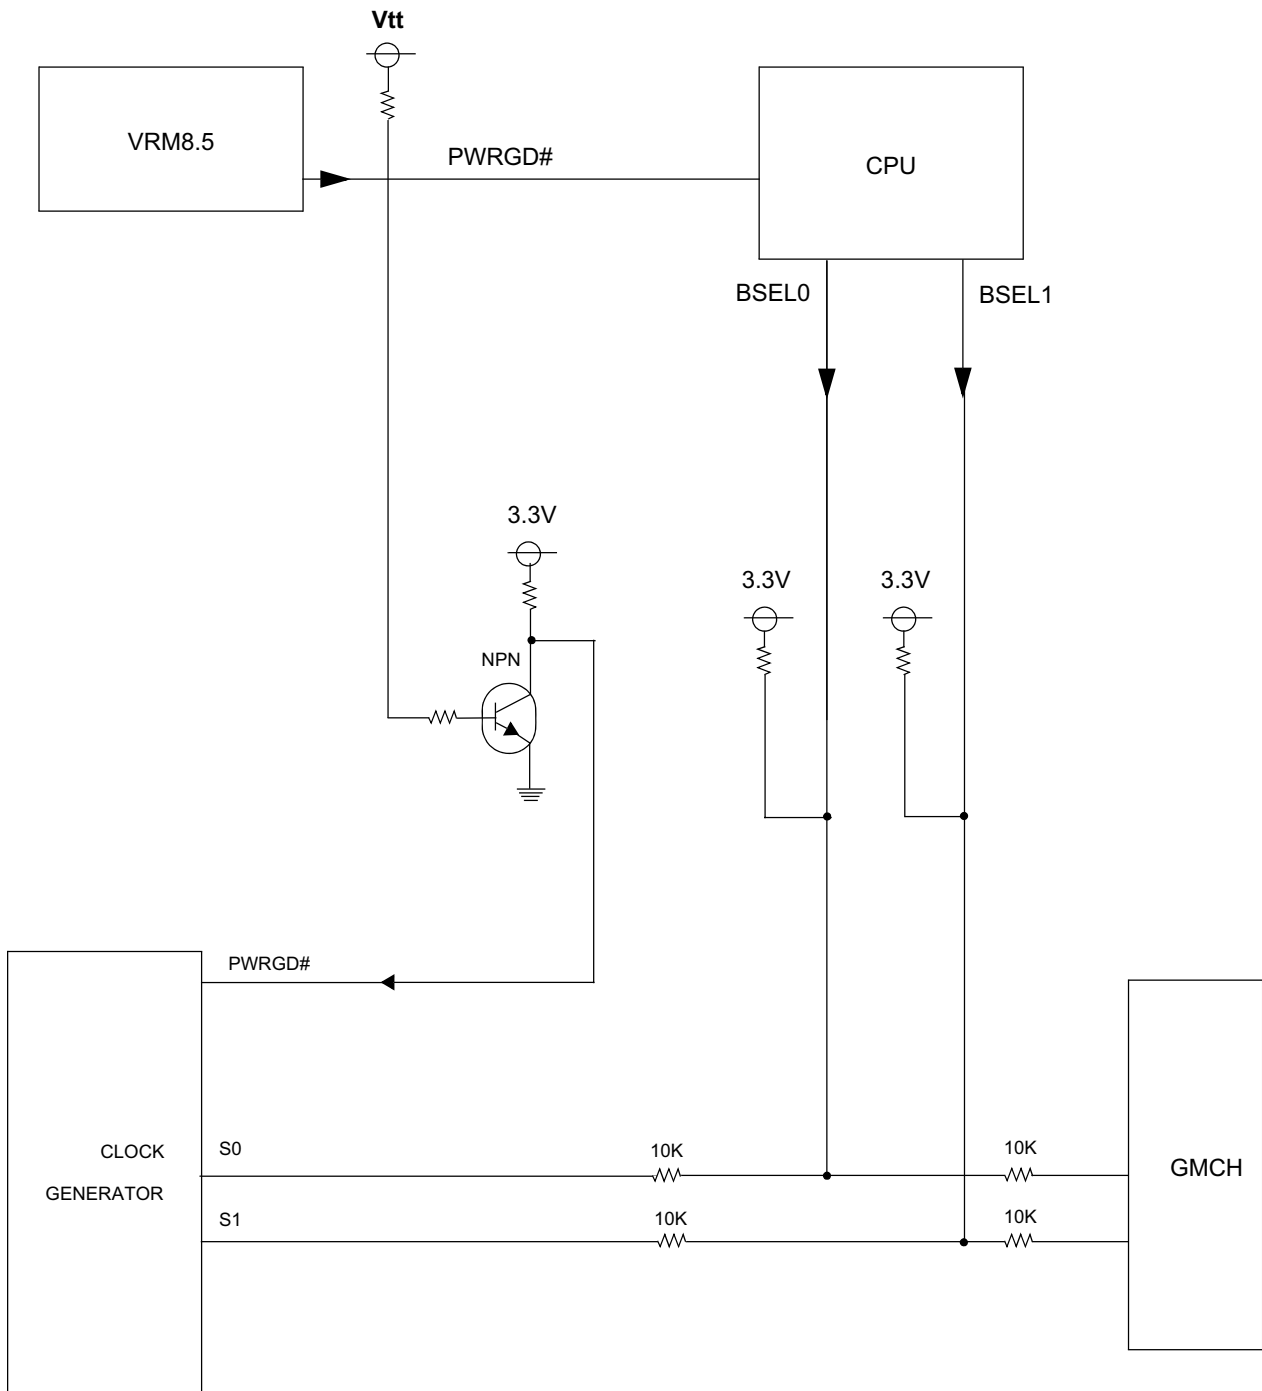 Vtt
VRM8.5
PWRGD#
CPU
BSEL0
BSEL1
3.3V
3.3V
3.3V
NPN
PWRGD#
CLOCK
GENERATOR
S0
10K
10K
GMCH
S1
10K
10K